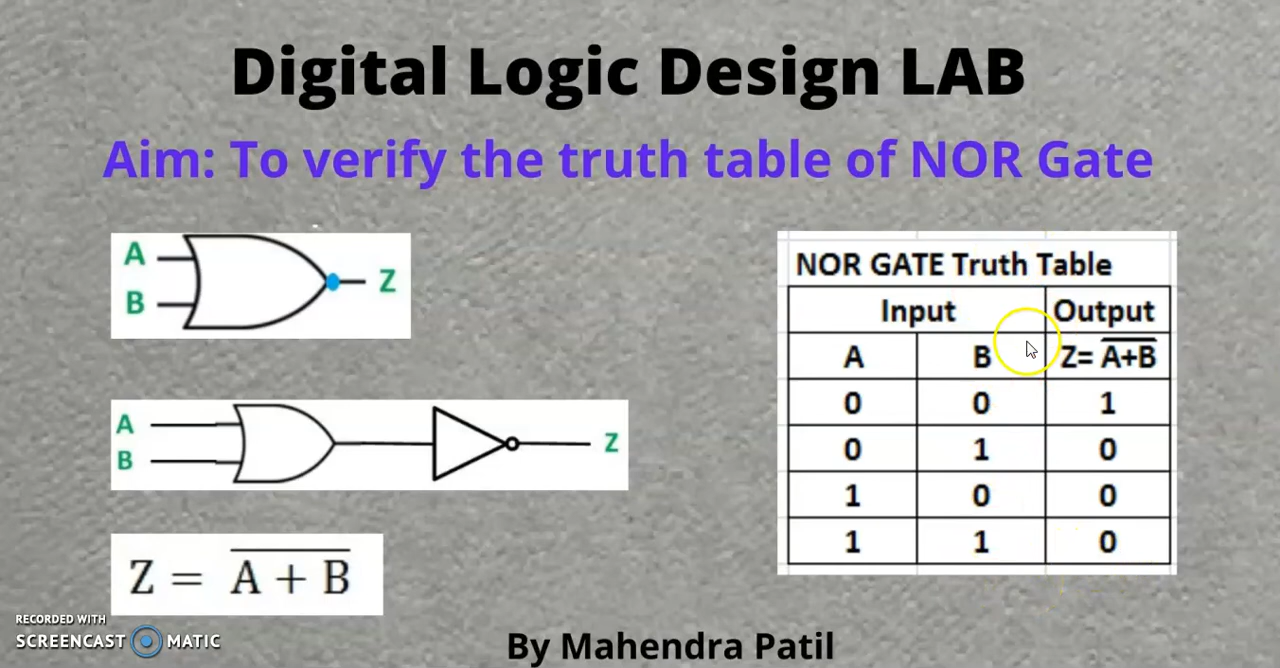 Digital Logic Design LAB
Aim: To verify the truth table of NOR Gate
A
B
Z
A
B
Z
Z = A̅ ̅+̅ ̅B̅
NOR GATE Truth Table
Input Output
A B Z= A̅+̅B̅
0 0 1
0 1 0
1 0 0
1 1 0
RECORDED WITH
SCREENCAST MATIC
By Mahendra Patil